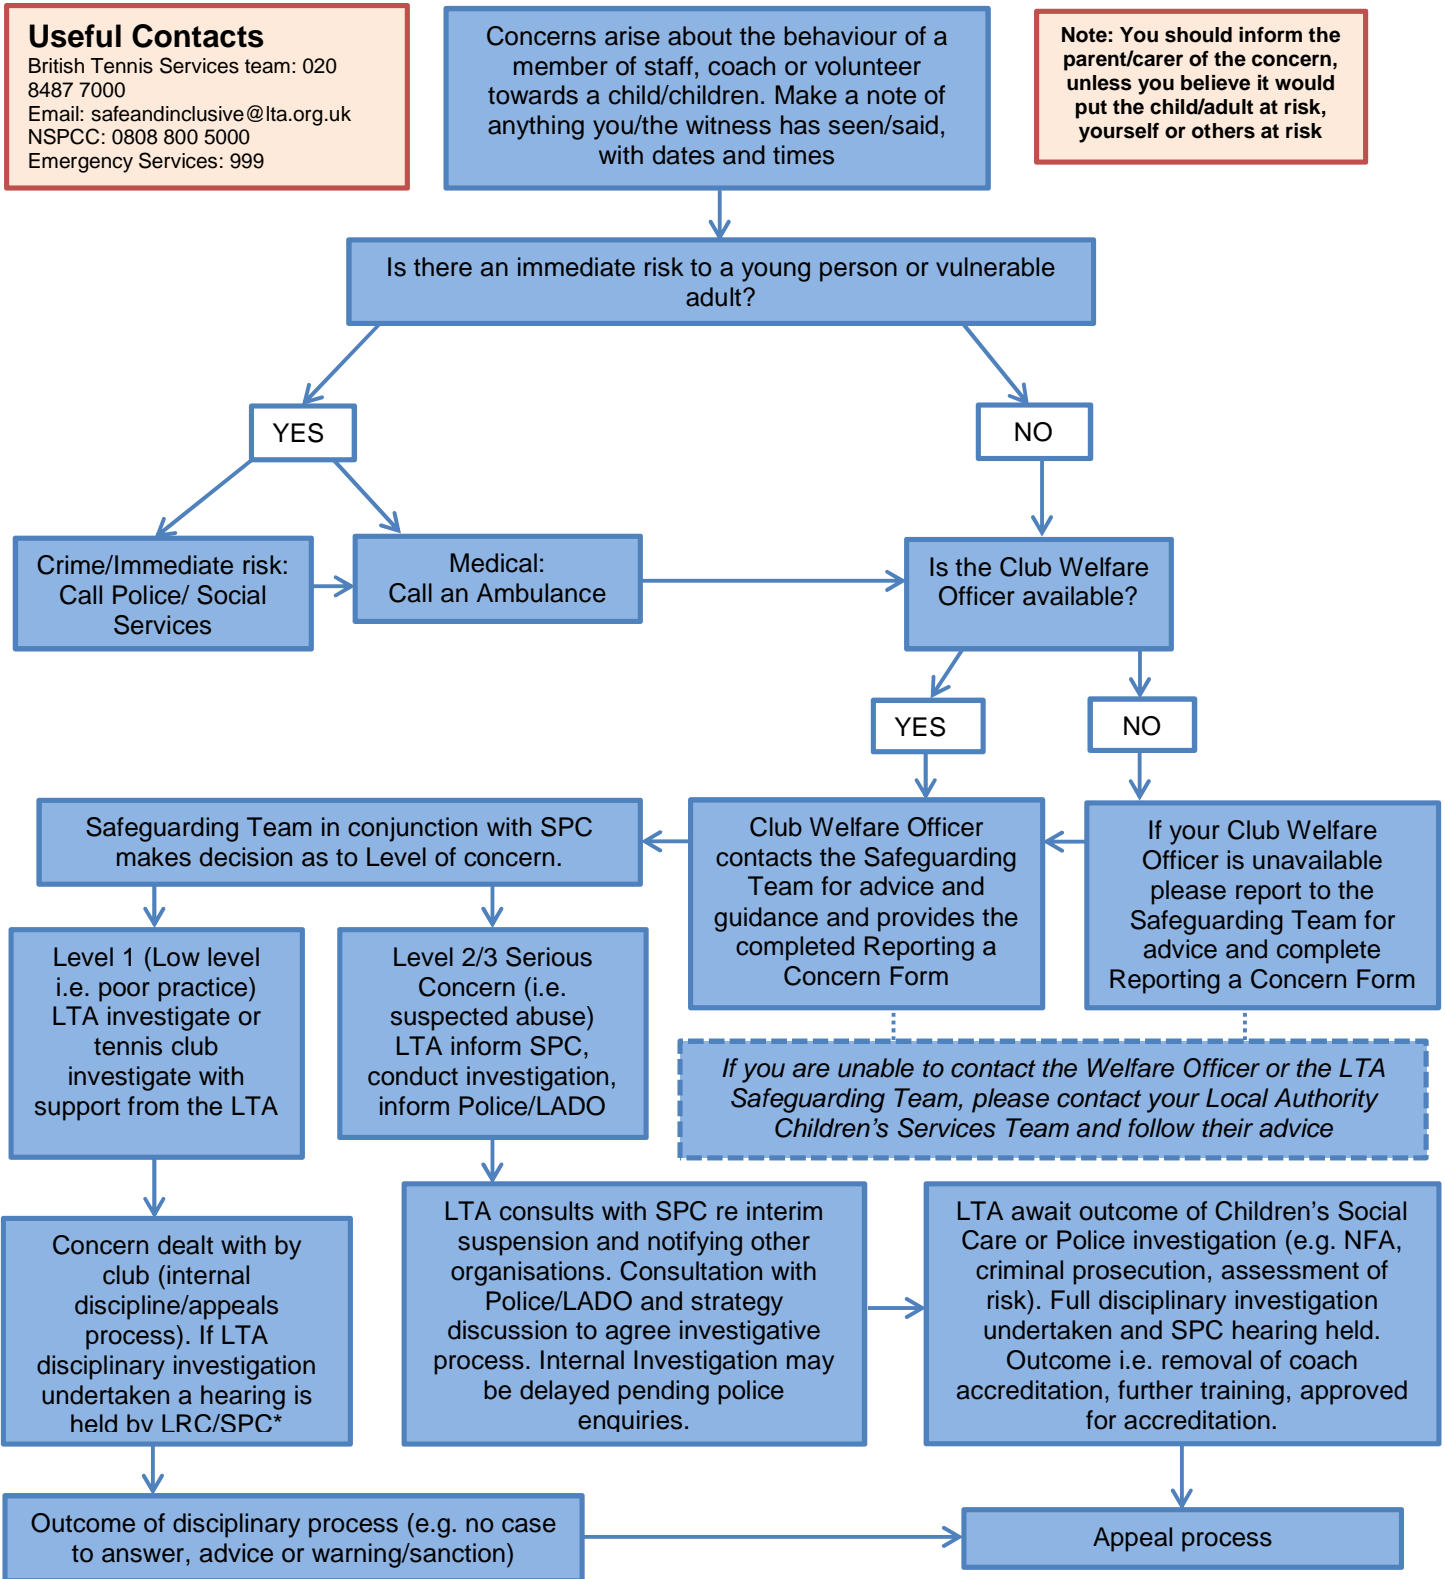 Useful Contacts
British Tennis Services team: 020
8487 7000
Email: safeandinclusive@lta.org.uk
NSPCC: 0808 800 5000
Emergency Services: 999
Concerns arise about the behaviour of a
member of staff, coach or volunteer
towards a child/children. Make a note of
anything you/the witness has seen/said,
with dates and times
Note: You should inform the
parent/carer of the concern,
unless you believe it would
put the child/adult at risk,
yourself or others at risk
Is there an immediate risk to a young person or vulnerable
adult?
YES
NO
Crime/Immediate risk:
Call Police/ Social
Services
Medical:
Call an Ambulance
Is the Club Welfare
Officer available?
YES
NO
Safeguarding Team in conjunction with SPC
makes decision as to Level of concern.
Club Welfare Officer
contacts the Safeguarding
Team for advice and
guidance and provides the
completed Reporting a
Concern Form
If your Club Welfare
Officer is unavailable
please report to the
Safeguarding Team for
advice and complete
Reporting a Concern Form
Level 1 (Low level
i.e. poor practice)
LTA investigate or
tennis club
investigate with
support from the LTA
Level 2/3 Serious
Concern (i.e.
suspected abuse)
LTA inform SPC,
conduct investigation,
inform Police/LADO
If you are unable to contact the Welfare Officer or the LTA
Safeguarding Team, please contact your Local Authority
Children's Services Team and follow their advice
Concern dealt with by
club (internal
discipline/appeals
process). If LTA
disciplinary investigation
undertaken a hearing is
held by LRC/SPC*
LTA consults with SPC re interim
suspension and notifying other
organisations. Consultation with
Police/LADO and strategy
discussion to agree investigative
process. Internal Investigation may
be delayed pending police
enquiries.
LTA await outcome of Children's Social
Care or Police investigation (e.g. NFA,
criminal prosecution, assessment of
risk). Full disciplinary investigation
undertaken and SPC hearing held.
Outcome i.e. removal of coach
accreditation, further training, approved
for accreditation.
Outcome of disciplinary process (e.g. no case
to answer, advice or warning/sanction)
Appeal process